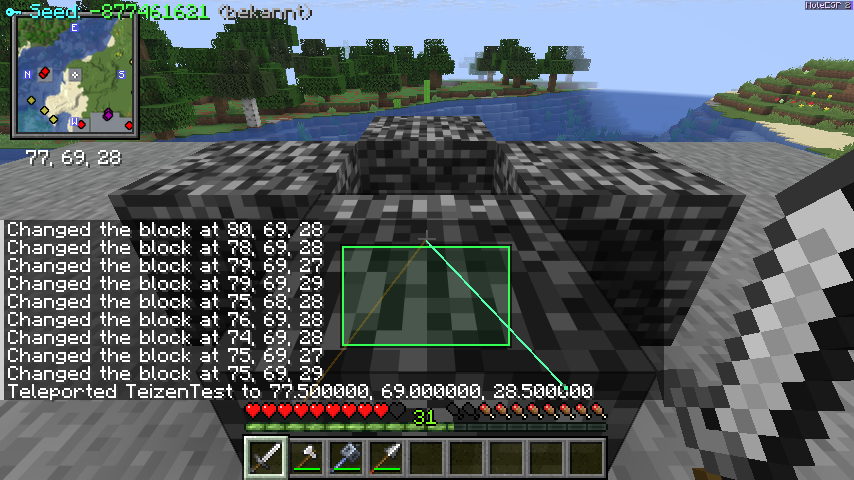 Seed: -877461681 (bekannt)
HoleESP 2
E
N
S
W
77, 69, 28
Changed the block at 80, 69, 28
Changed the block at 78, 69, 28
Changed the block at 79, 69, 27
Changed the block at 79, 69, 29
Changed the block at 75, 68, 28
Changed the block at 76, 69, 28
Changed the block at 74, 69, 28
Changed the block at 75, 69, 27
Changed the block at 75, 69, 29
Teleported TeizenTest to 77.500000, 69.000000, 28.500000
31